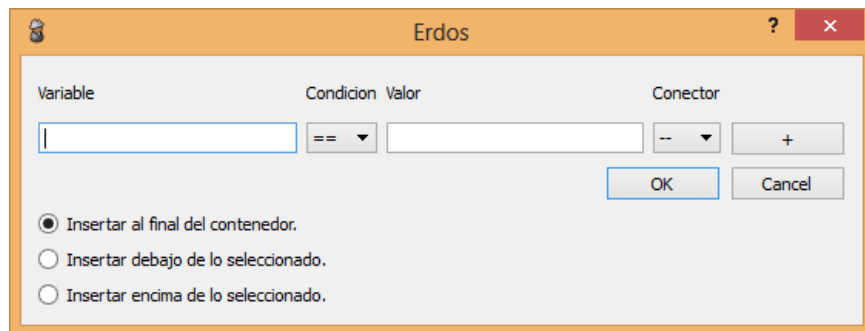 Erdos ? ×
Variable Condicion Valor Conector
== -- +
OK Cancel
Insertar al final del contenedor.
Insertar debajo de lo seleccionado.
Insertar encima de lo seleccionado.